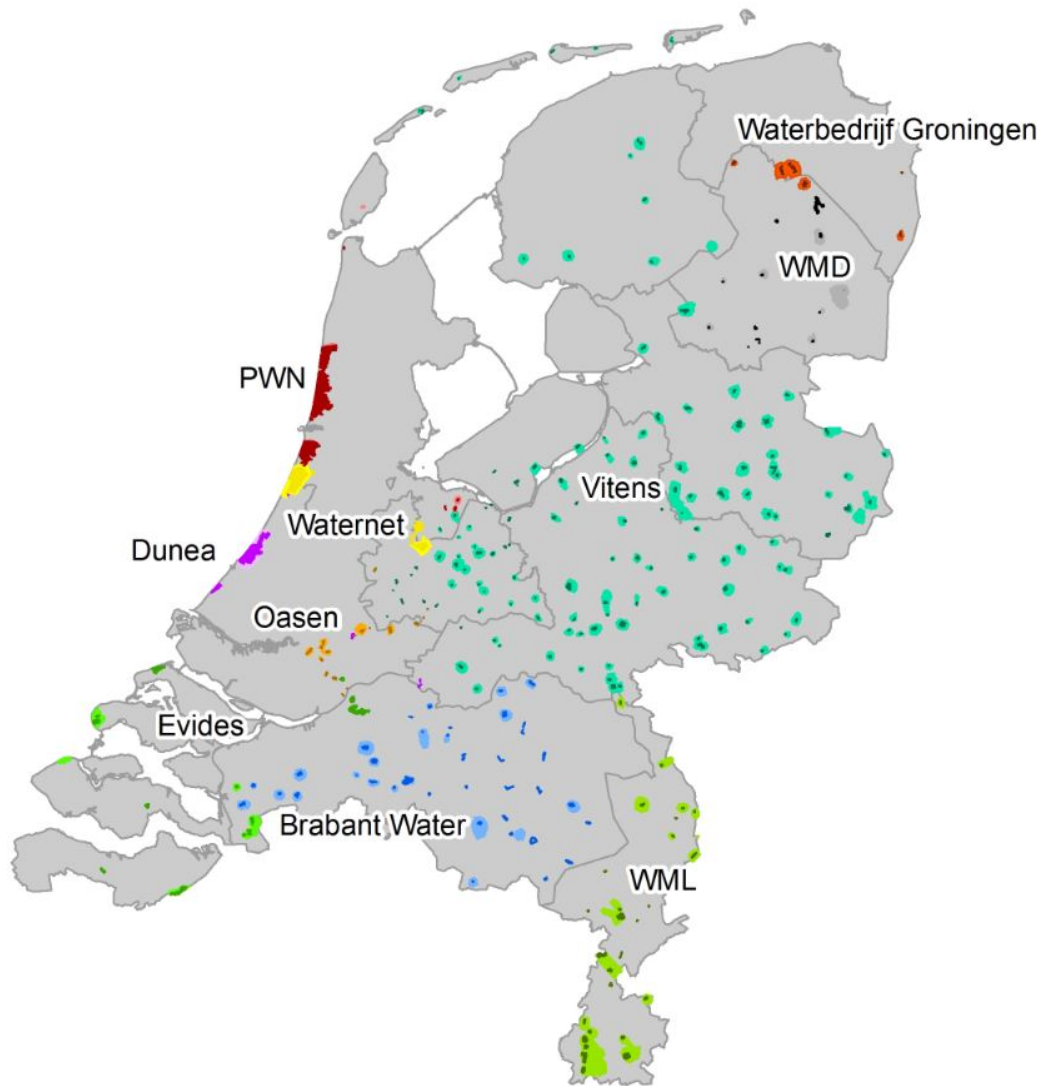 Waterbedrijf Groningen
WMD
PWN
Vitens
Waternet
Dunea
Oasen
Evides
Brabant Water
WML